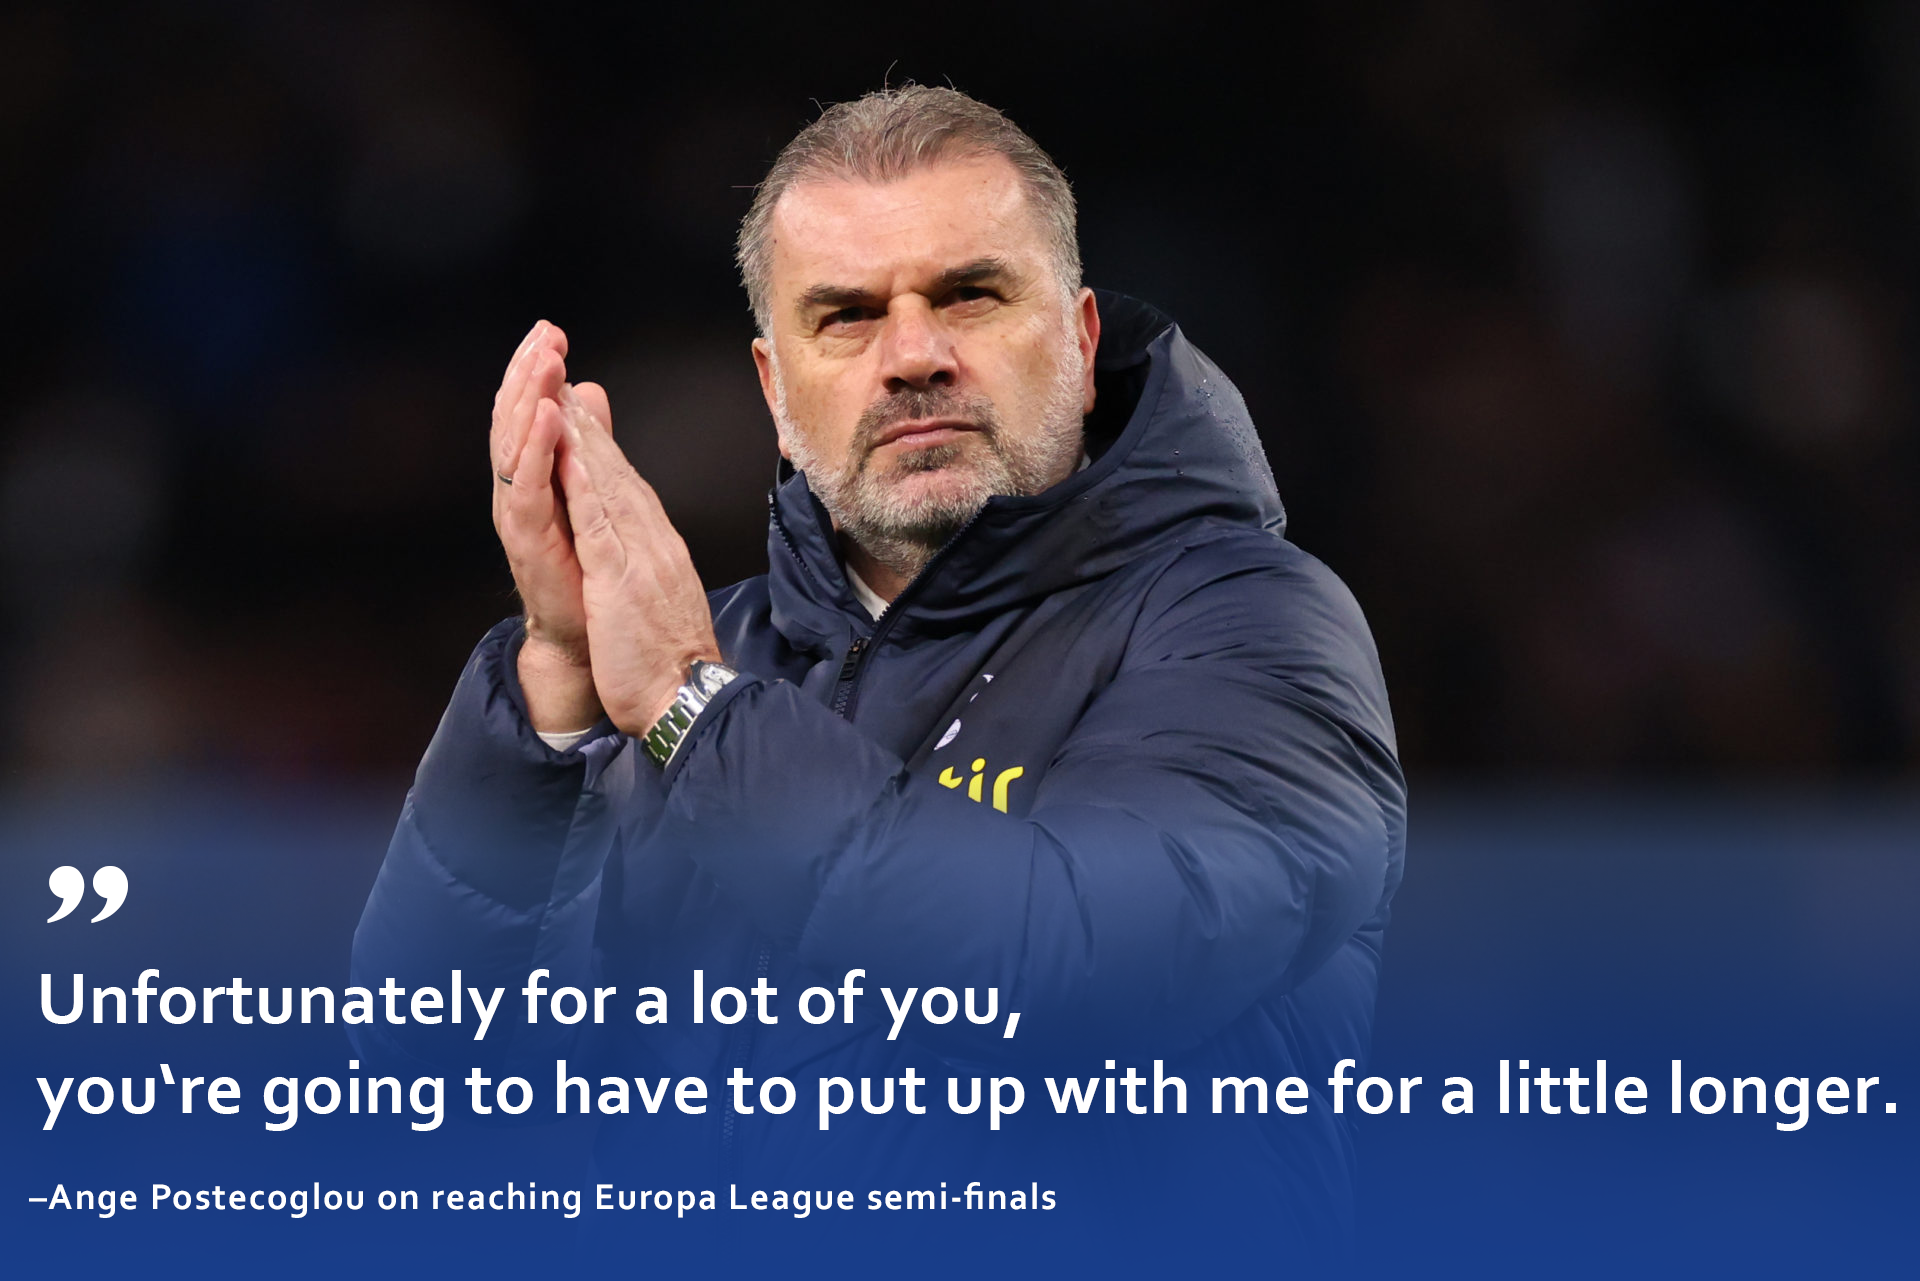 ”
Unfortunately for a lot of you,
you‘re going to have to put up with me for a little longer.
–Ange Postecoglou on reaching Europa League semi-finals